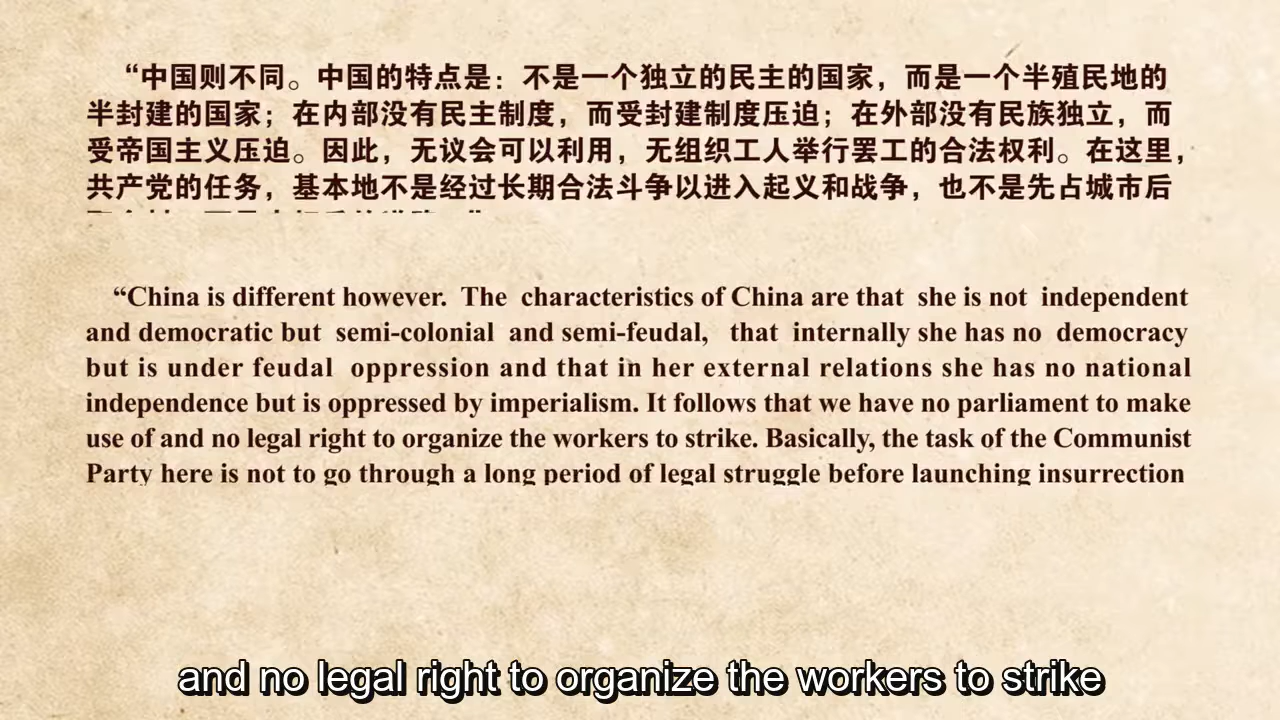 “中国则不同。中国的特点是：不是一个独立的民主的国家，而是一个半殖民地的
半封建的国家；在内部没有民主制度，而受封建制度压迫；在外部没有民族独立，而
受帝国主义压迫。因此，无议会可以利用，无组织工人举行罢工的合法权利。在这里，
共产党的任务，基本地不是经过长期合法斗争以进入起义和战争，也不是先占城市后
“China is different however. The characteristics of China are that she is not independent
and democratic but semi-colonial and semi-feudal, that internally she has no democracy
but is under feudal oppression and that in her external relations she has no national
independence but is oppressed by imperialism. It follows that we have no parliament to make
use of and no legal right to organize the workers to strike. Basically, the task of the Communist
Party here is not to go through a long period of legal struggle before launching insurrection
and no legal right to organize the workers to strike